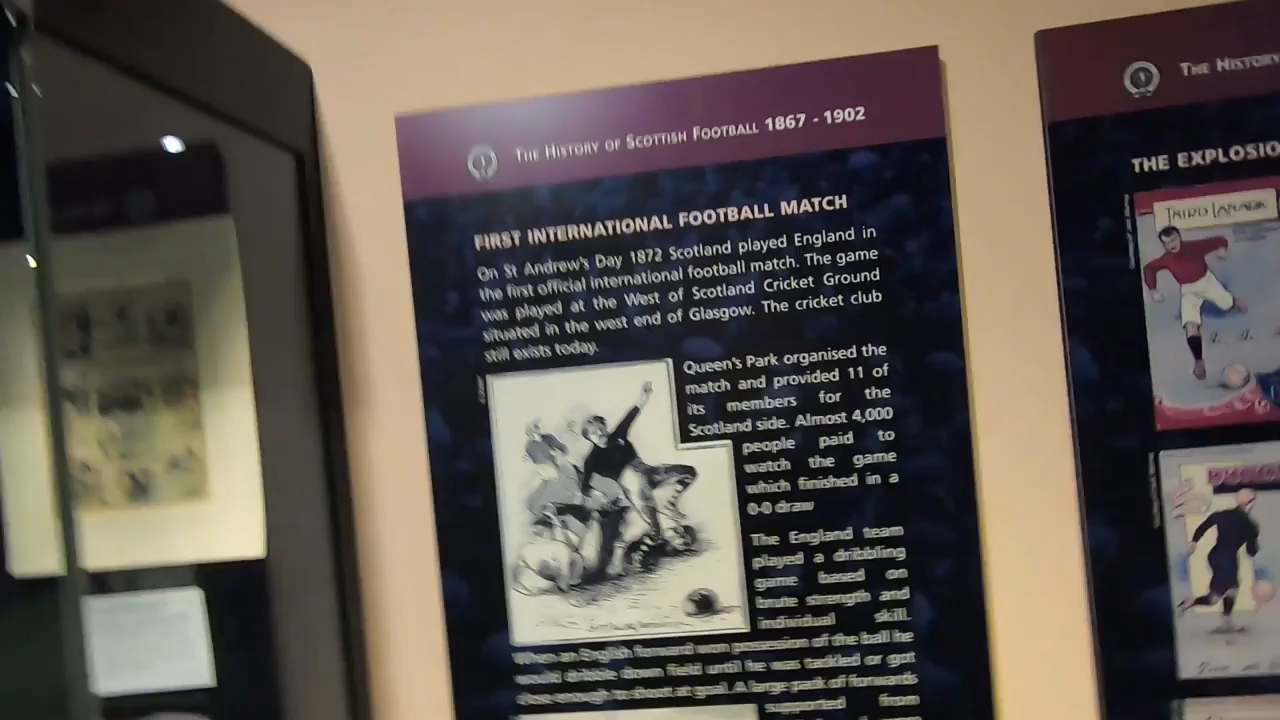 THE HISTORY OF SCOTTISH FOOTBALL 1867 - 1902
FIRST INTERNATIONAL FOOTBALL MATCH
On St Andrew's Day 1872 Scotland played England in
the first official international football match. The game
was played at the West of Scotland Cricket Ground
situated in the west end of Glasgow. The cricket club
still exists today.
Queen's Park organised the
match and provided 11 of
its members for the
Scotland side. Almost 4,000
people paid to
watch the game
which finished in a
0-0 draw
The England team
played a dribbling
game based on
brute strength and
individual skill.
When an English forward won possession of the ball he
would dribble down field until he was tackled or got
close enough to shoot at goal. A large pack of forwards
supported from
THE HISTORY
THE EXPLOSIO
THIRD LANARK